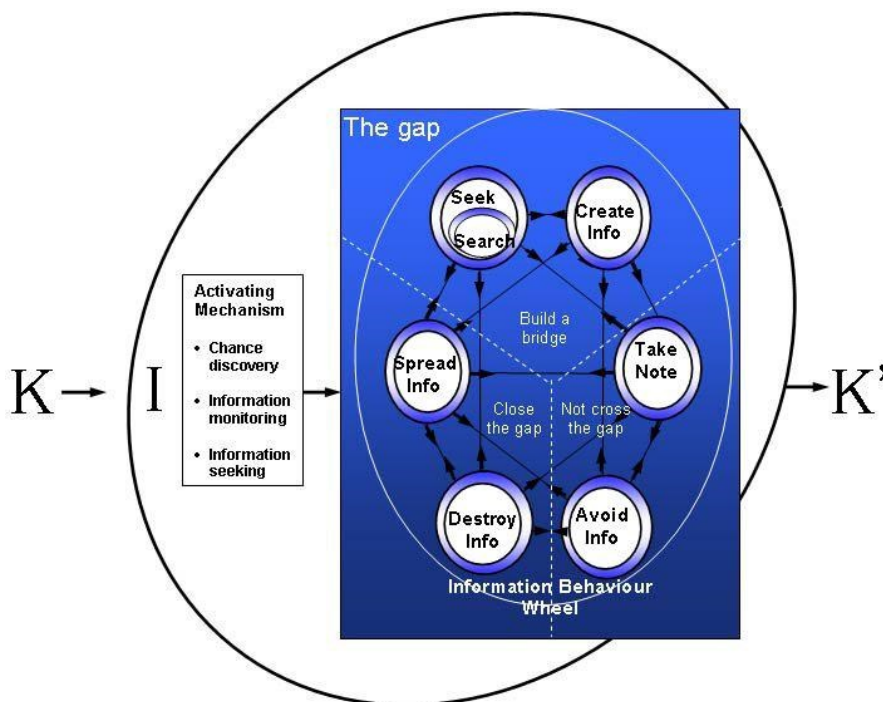 The gap
Seek
Search
Create
Info
Activating
Mechanism
• Chance
discovery
• Information
monitoring
• Information
seeking
Build a
bridge
Spread
Info
Take
Note
K
I
K'
Close
the gap
Not cross
the gap
Destroy
Info
Avoid
Info
Information Behaviour
Wheel